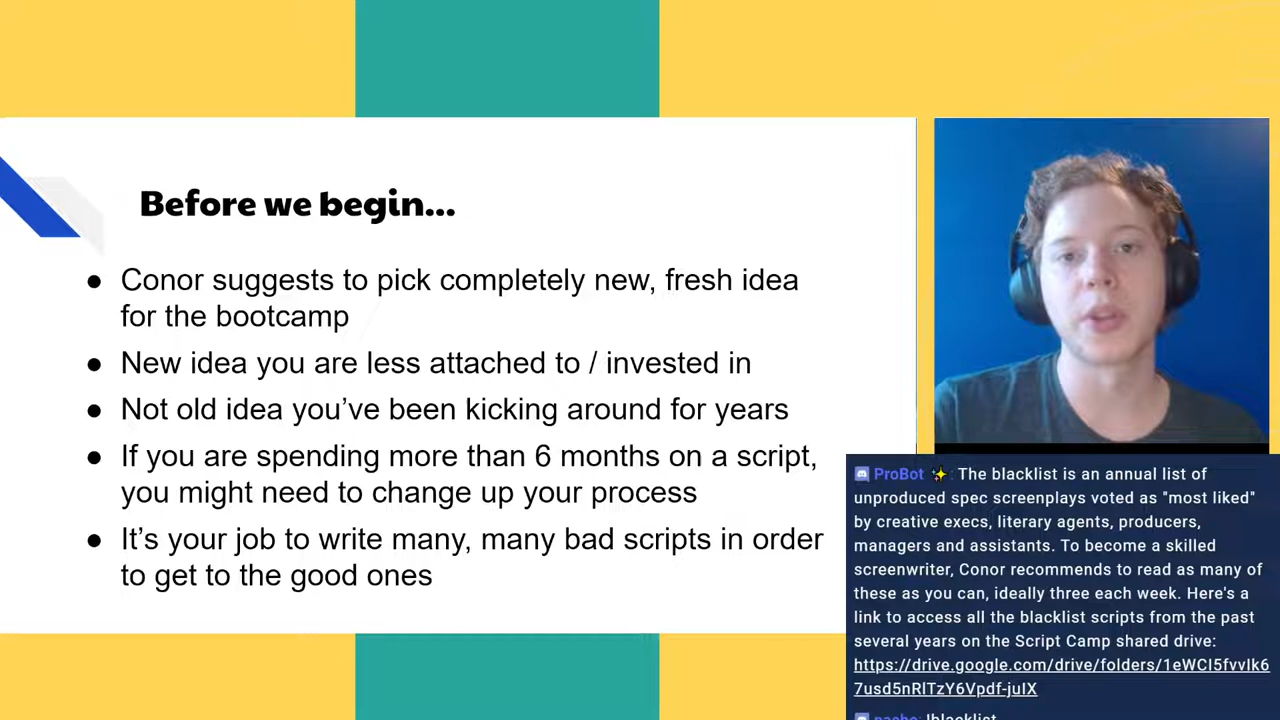 Before we begin...
● Conor suggests to pick completely new, fresh idea
for the bootcamp
● New idea you are less attached to / invested in
● Not old idea you’ve been kicking around for years
● If you are spending more than 6 months on a script,
you might need to change up your process
● It’s your job to write many, many bad scripts in order
to get to the good ones
ProBot ✨: The blacklist is an annual list of
unproduced spec screenplays voted as "most liked"
by creative execs, literary agents, producers,
managers and assistants. To become a skilled
screenwriter, Conor recommends to read as many of
these as you can, ideally three each week. Here's a
link to access all the blacklist scripts from the past
several years on the Script Camp shared drive:
https://drive.google.com/drive/folders/1eWCI5fvvIk6
7usd5nRlTzY6Vpdf-juIX
!blacklist